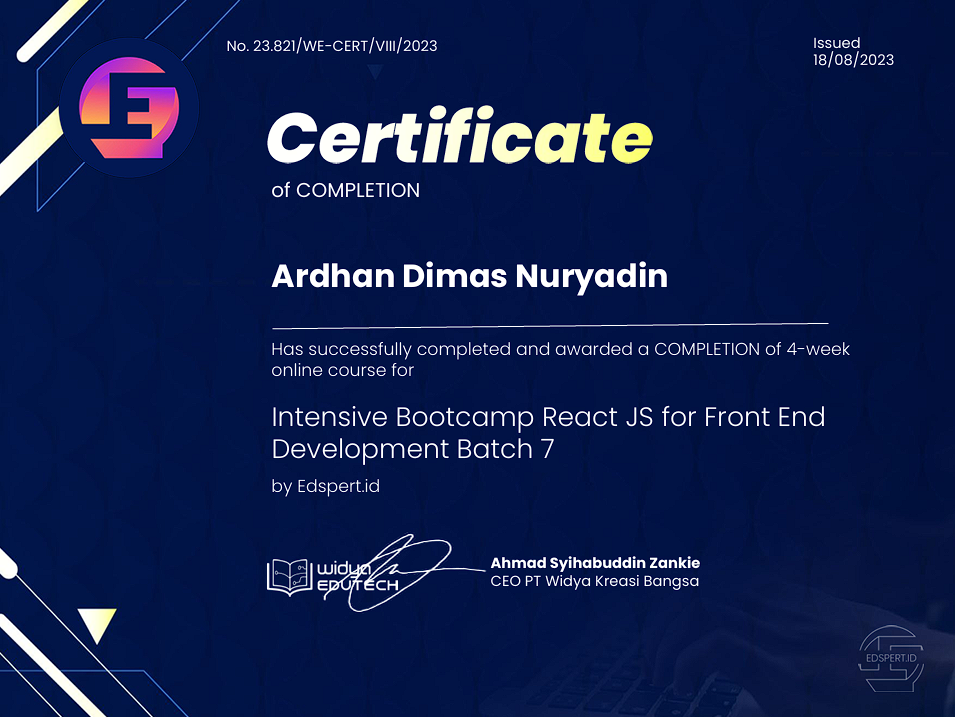 No. 23.821/WE-CERT/VIII/2023
Issued
18/08/2023
Certificate
of COMPLETION
Ardhan Dimas Nuryadin
Has successfully completed and awarded a COMPLETION of 4-week
online course for
Intensive Bootcamp React JS for Front End
Development Batch 7
by Edspert.id
widya
EDUTECH
Ahmad Syihabuddin Zankie
CEO PT Widya Kreasi Bangsa
EDSPERT.ID